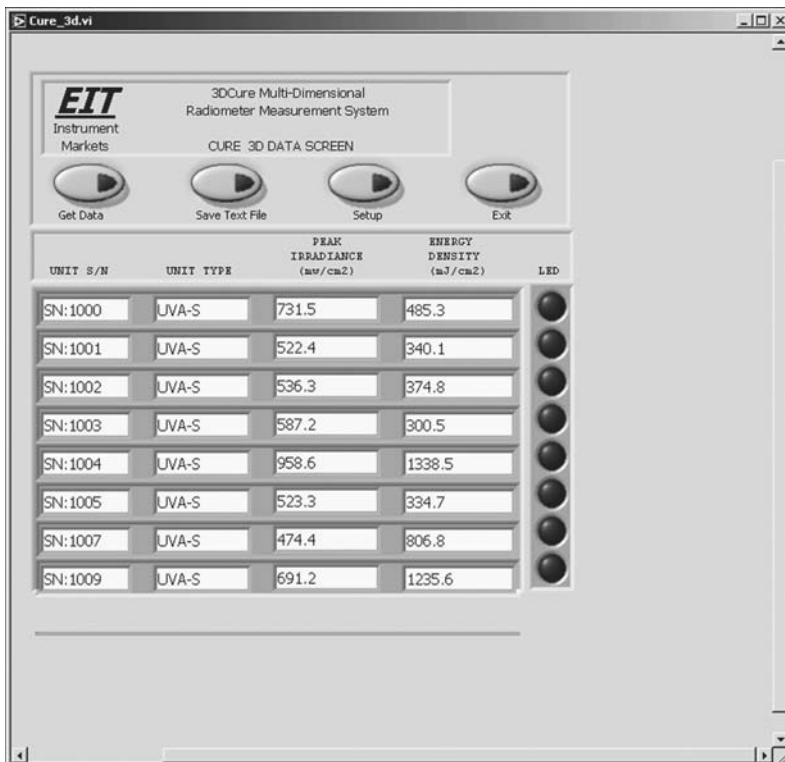 Cure_3d.vi
EIT
Instrument
Markets
3DCure Multi-Dimensional
Radiometer Measurement System
CURE 3D DATA SCREEN
Get Data
Save Text File
Setup
Exit
UNIT S/N
UNIT TYPE
PEAK
IRRADIANCE
(mw/cm2)
ENERGY
DENSITY
(mJ/cm2)
LED
SN:1000 UVA-S 731.5 485.3
SN:1001 UVA-S 522.4 340.1
SN:1002 UVA-S 536.3 374.8
SN:1003 UVA-S 587.2 300.5
SN:1004 UVA-S 958.6 1338.5
SN:1005 UVA-S 523.3 334.7
SN:1007 UVA-S 474.4 806.8
SN:1009 UVA-S 691.2 1235.6